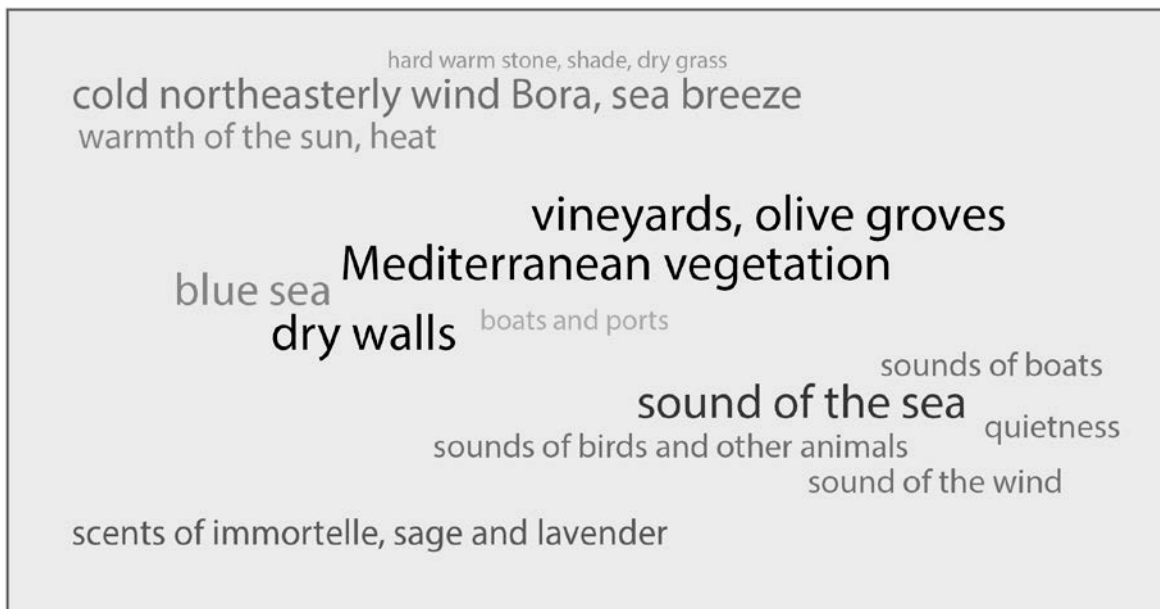 hard warm stone, shade, dry grass
cold northeasterly wind Bora, sea breeze
warmth of the sun, heat
vineyards, olive groves
Mediterranean vegetation
blue sea
dry walls
boats and ports
sounds of boats
sound of the sea
quietness
sounds of birds and other animals
sound of the wind
scents of immortelle, sage and lavender